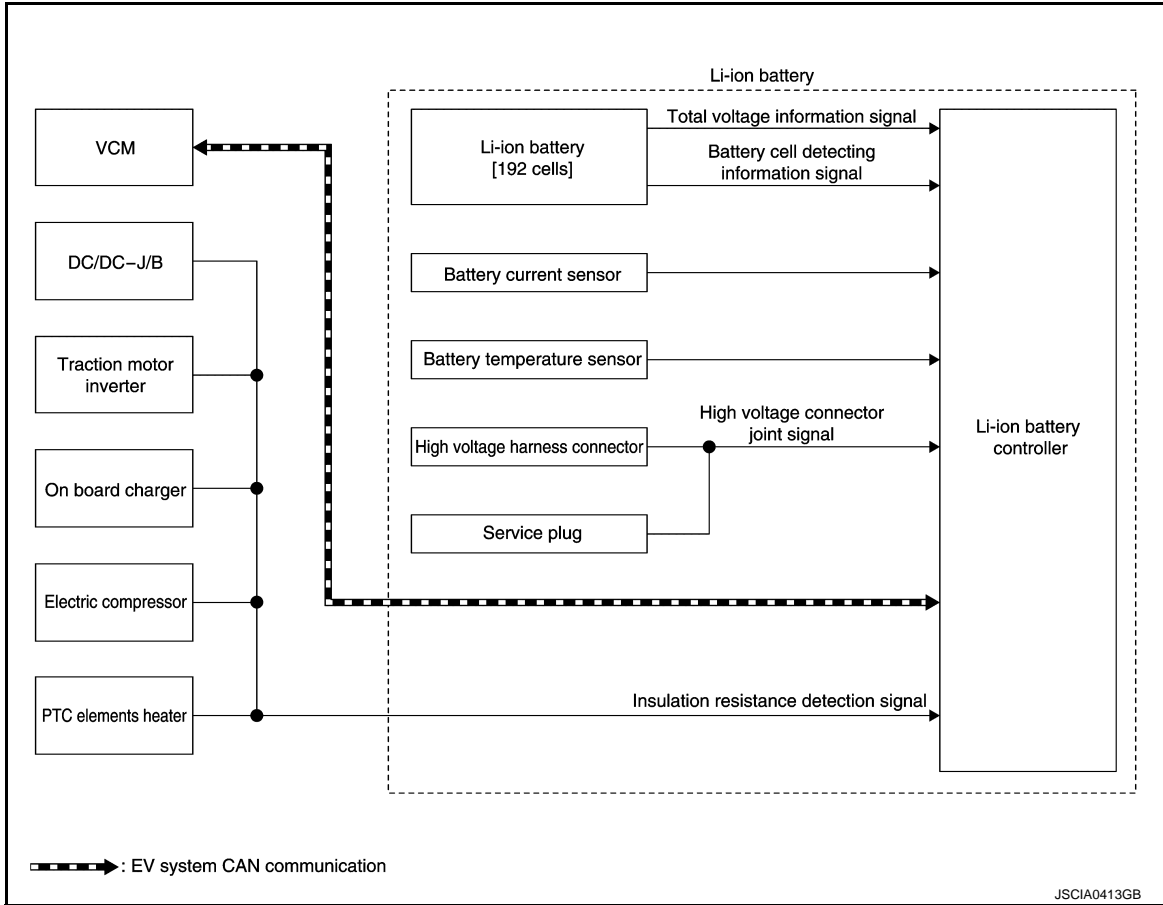 Li-ion battery
VCM
Li-ion battery
[192 cells]
Total voltage information signal
Battery cell detecting
information signal
DC/DC−J/B
Battery current sensor
Traction motor
inverter
Battery temperature sensor
High voltage harness connector
High voltage connector
joint signal
Li-ion battery
controller
On board charger
Service plug
Electric compressor
PTC elements heater
Insulation resistance detection signal
: EV system CAN communication
JSCIA0413GB